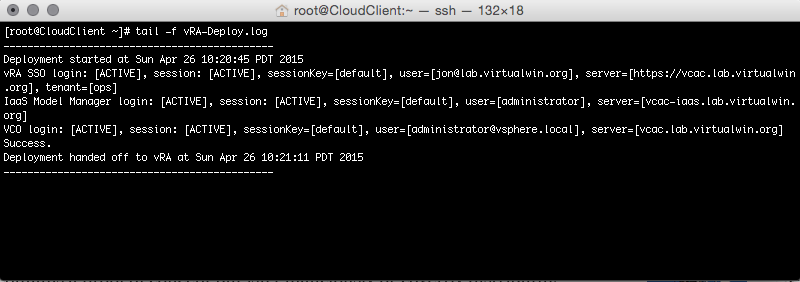 root@CloudClient:~ — ssh — 132×18
[root@CloudClient ~]# tail -f vRA-Deploy.log
---------------------------------------------
Deployment started at Sun Apr 26 10:20:45 PDT 2015
vRA SSO login: [ACTIVE], session: [ACTIVE], sessionKey=[default], user=[jon@lab.virtualwin.org], server=[https://vcac.lab.virtualwin
.org], tenant=[ops]
IaaS Model Manager login: [ACTIVE], session: [ACTIVE], sessionKey=[default], user=[administrator], server=[vcac-iaas.lab.virtualwin.
org]
VCO login: [ACTIVE], session: [ACTIVE], sessionKey=[default], user=[administrator@vsphere.local], server=[vcac.lab.virtualwin.org]
Success.
Deployment handed off to vRA at Sun Apr 26 10:21:11 PDT 2015
---------------------------------------------